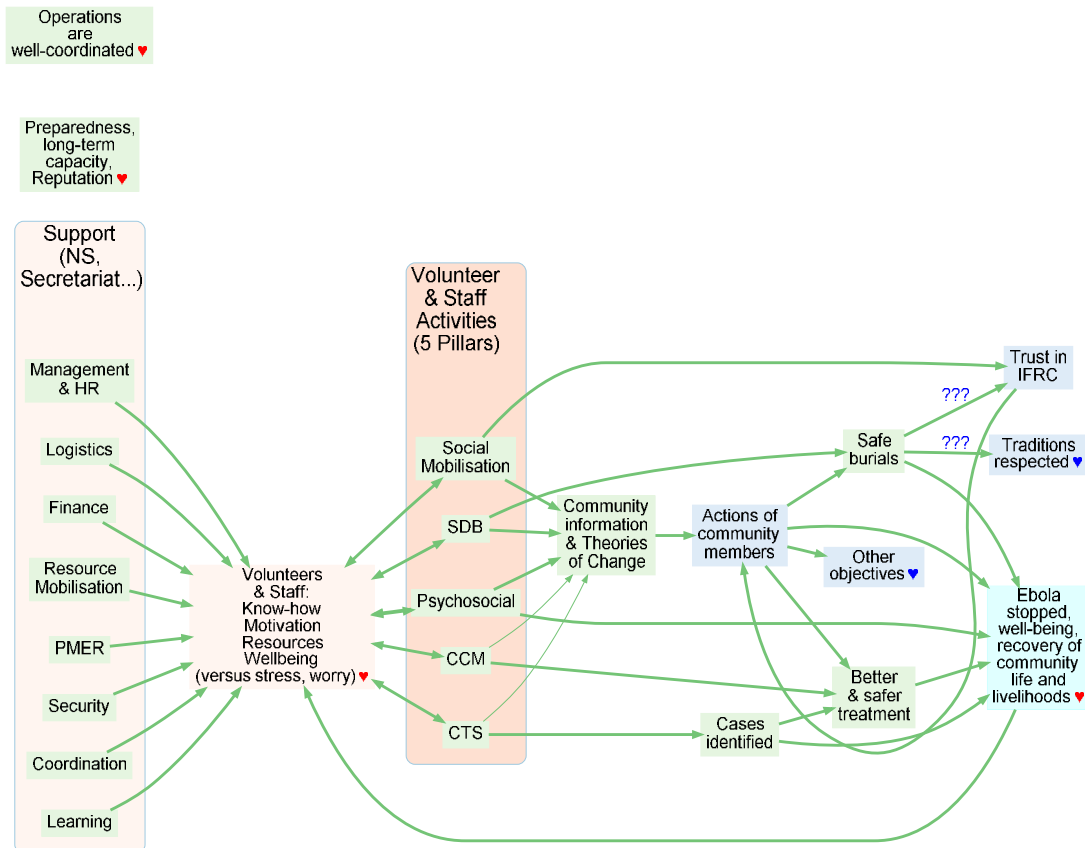 Operations
are
well-coordinated ♥
Preparedness,
long-term
capacity,
Reputation ♥
Support
(NS,
Secretariat...)
Management
& HR
Logistics
Finance
Resource
Mobilisation
PMER
Security
Coordination
Learning
Volunteers
& Staff:
Know-how
Motivation
Resources
Wellbeing
(versus stress, worry) ♥
Volunteer
& Staff
Activities
(5 Pillars)
Social
Mobilisation
SDB
Psychosocial
CCM
CTS
Community
information
& Theories
of Change
Actions of
community
members
Cases
identified
Safe
burials
Other
objectives ♥
Better
& safer
treatment
???
???
Trust in
IFRC
Traditions
respected ♥
Ebola
stopped,
well-being,
recovery of
community
life and
livelihoods ♥